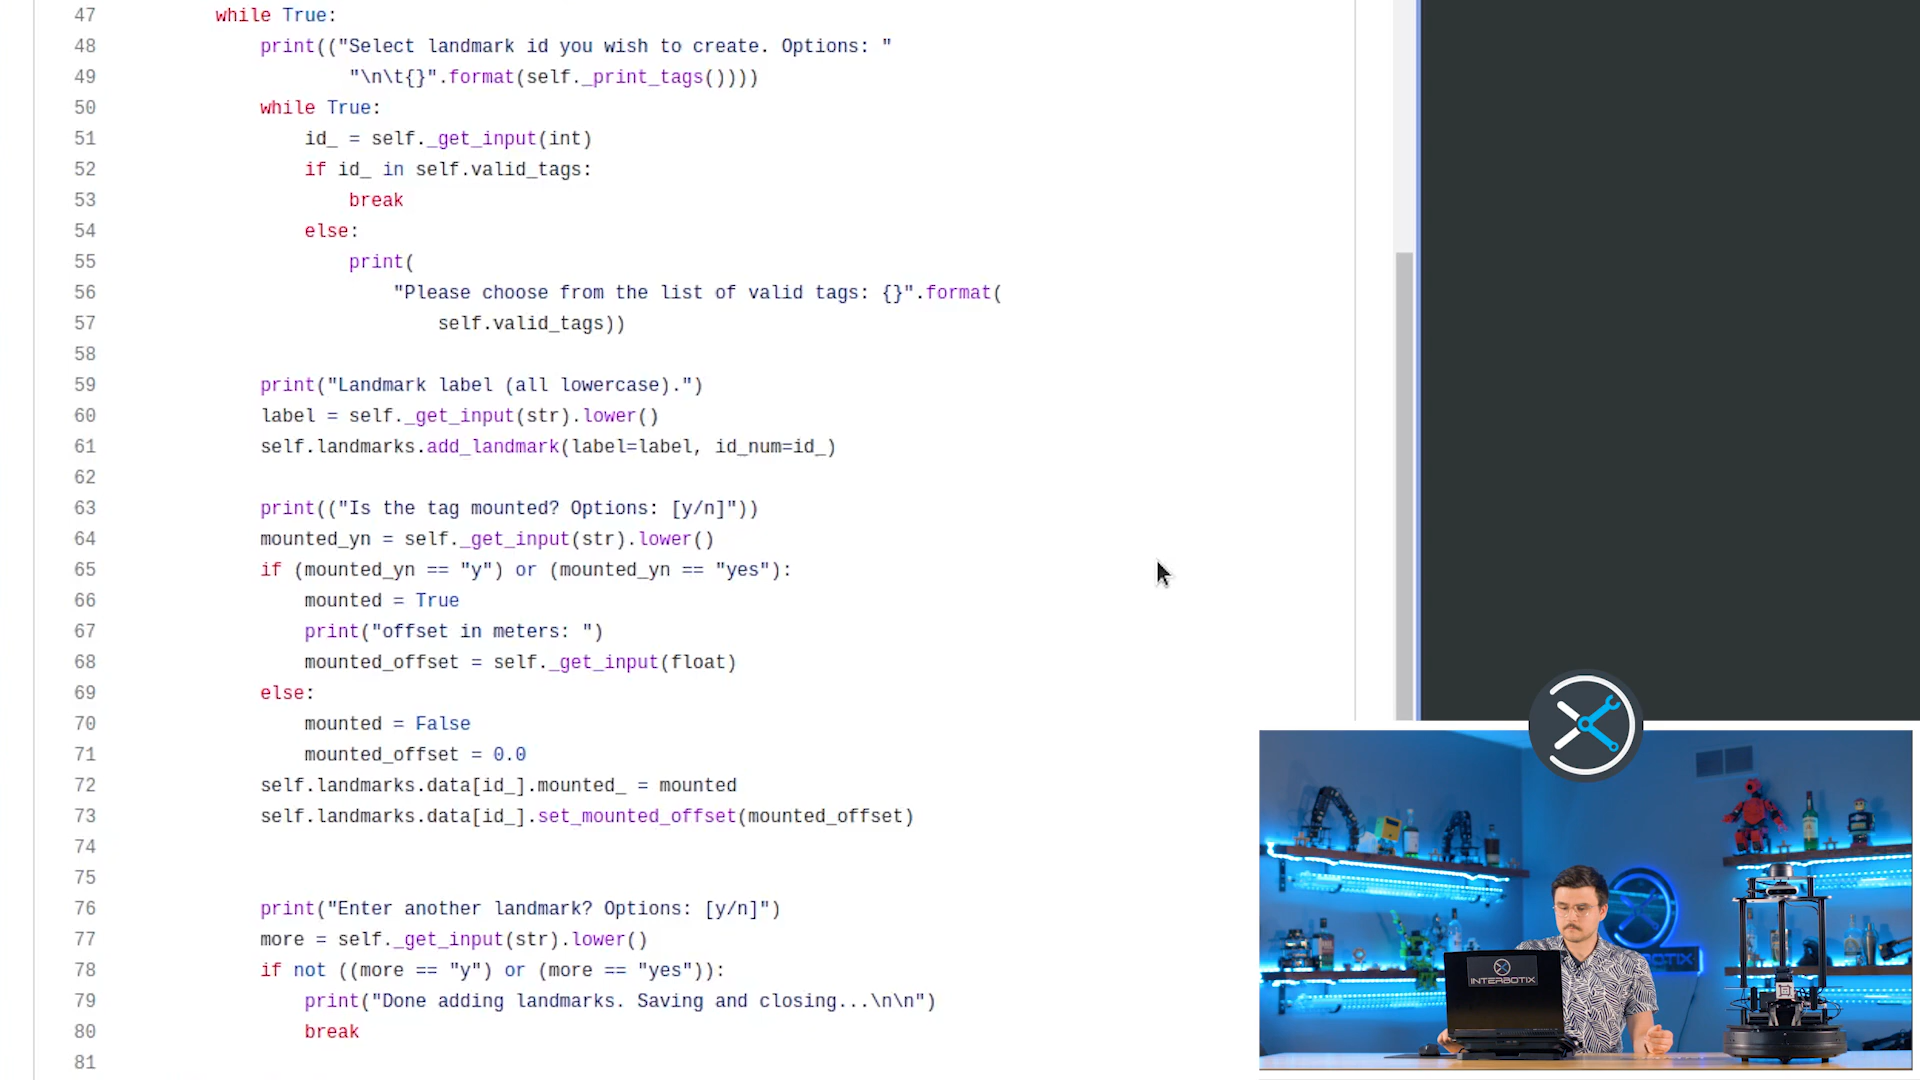 47 while True:
48 print(("Select landmark id you wish to create. Options: "
49 "\n\t{}".format(self._print_tags())))
50 while True:
51 id_ = self._get_input(int)
52 if id_ in self.valid_tags:
53 break
54 else:
55 print(
56 "Please choose from the list of valid tags: {}".format(
57 self.valid_tags))
58
59 print("Landmark label (all lowercase).")
60 label = self._get_input(str).lower()
61 self.landmarks.add_landmark(label=label, id_num=id_)
62
63 print(("Is the tag mounted? Options: [y/n]"))
64 mounted_yn = self._get_input(str).lower()
65 if (mounted_yn == "y") or (mounted_yn == "yes"):
66 mounted = True
67 print("offset in meters: ")
68 mounted_offset = self._get_input(float)
69 else:
70 mounted = False
71 mounted_offset = 0.0
72 self.landmarks.data[id_].mounted_ = mounted
73 self.landmarks.data[id_].set_mounted_offset(mounted_offset)
74
75
76 print("Enter another landmark? Options: [y/n]")
77 more = self._get_input(str).lower()
78 if not ((more == "y") or (more == "yes")):
79 print("Done adding landmarks. Saving and closing...\n\n")
80 break
81
INTERBOTIX